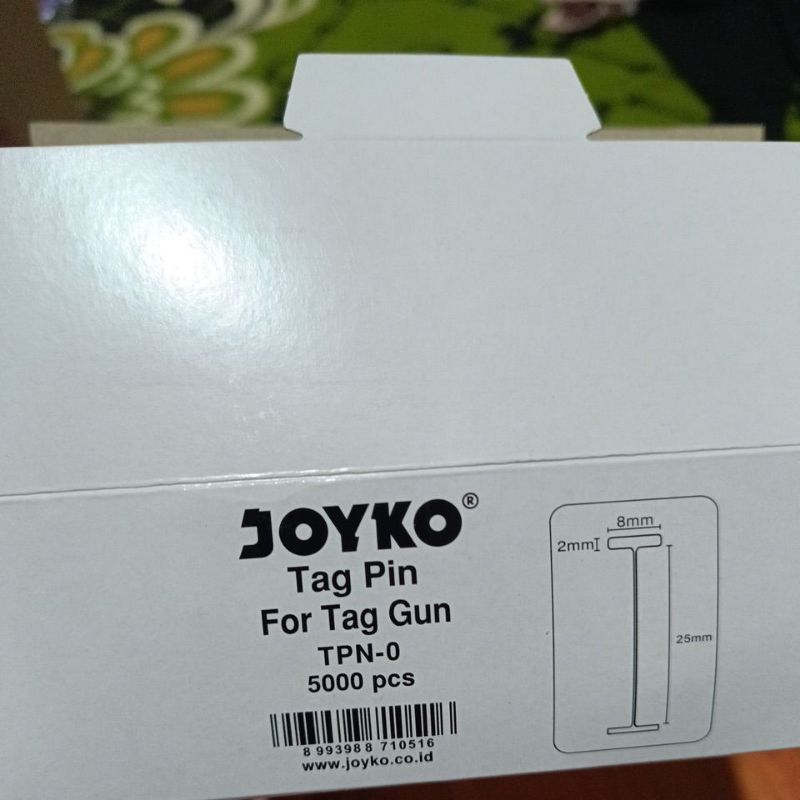 JOYKO®
Tag Pin
For Tag Gun
TPN-0
5000 pcs
8 993988 710516
www.joyko.co.id
8mm
2mm
25mm